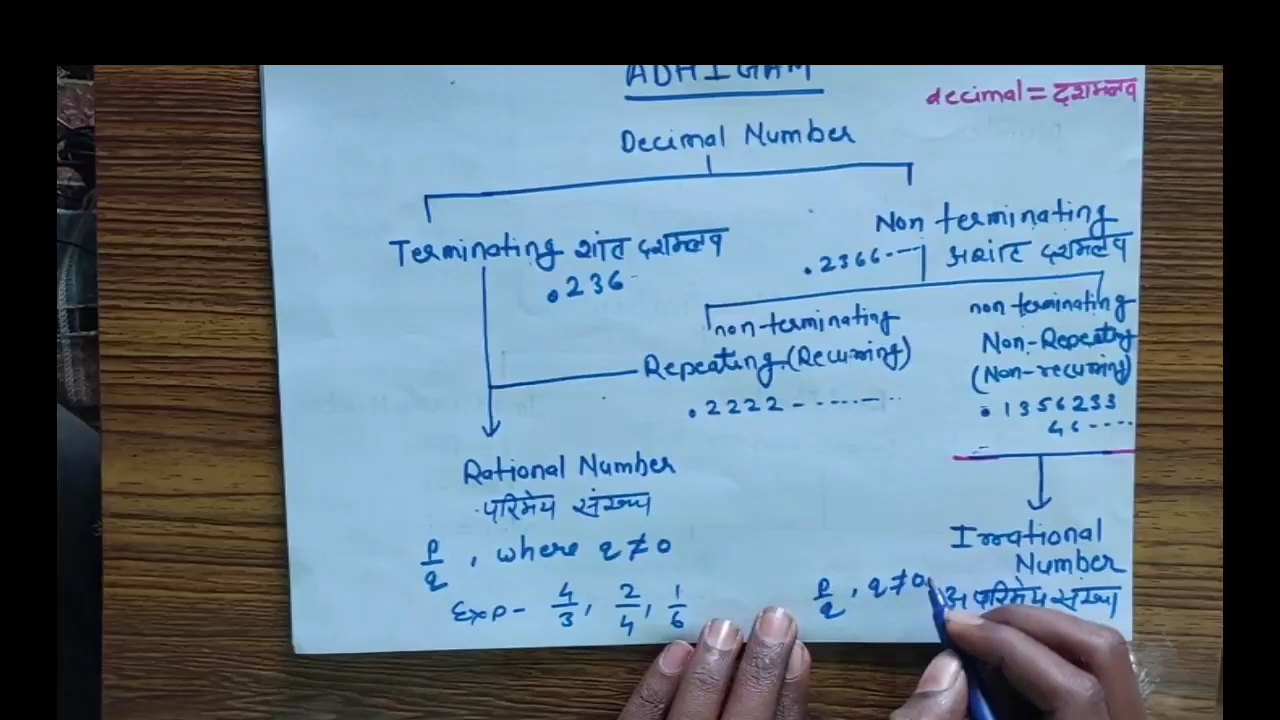 ADHIGAM
decimal = दशमलव
Decimal Number
Terminating शांत दशमलव
.236
Non terminating
.2366---
अशांत दशमलव
non-terminating
Repeating (Recurring)
.2222---------
non terminating
Non-Repeating
(Non-recurring)
.1356233
46----
Rational Number
परिमेय संख्या
p/q, where q≠0
Exp- 4/3, 2/4, 1/6
Irrational
Number
अपरिमेय संख्या
p/q, q≠0